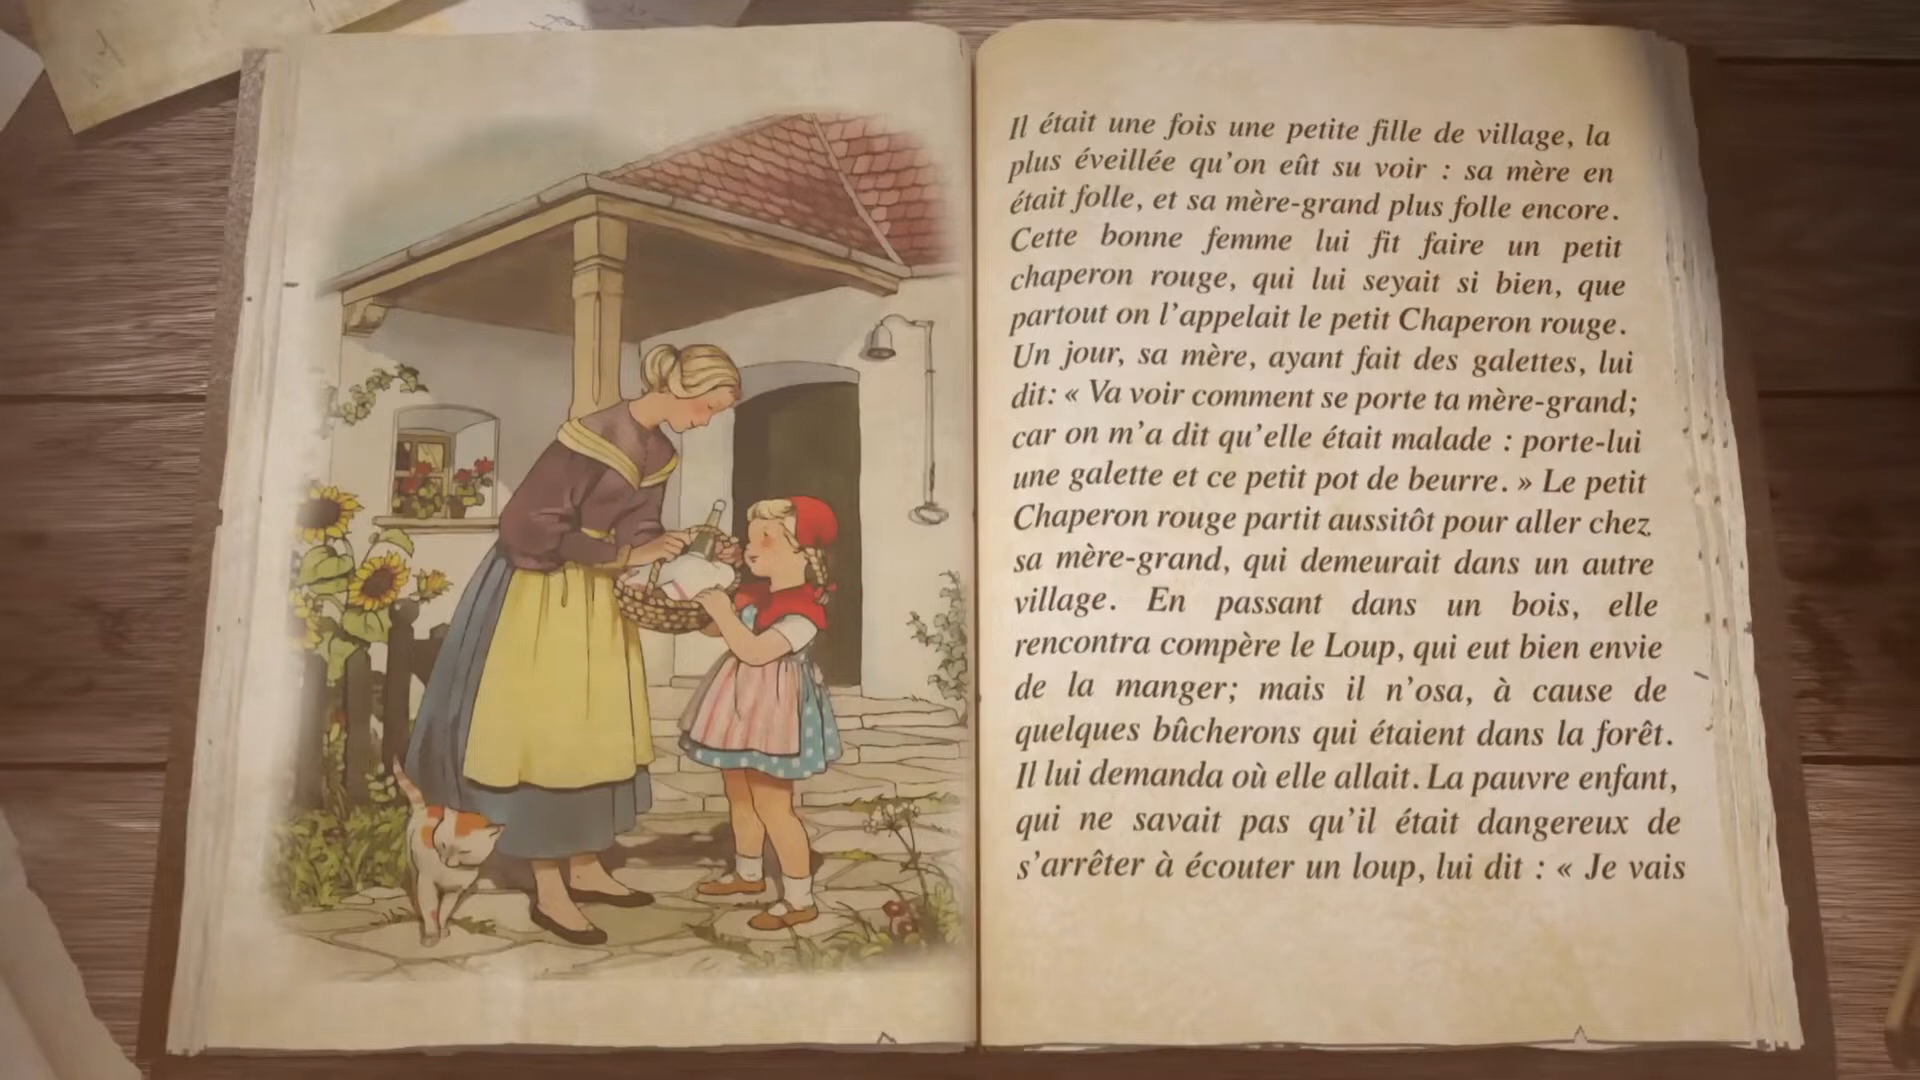 Il était une fois une petite fille de village, la
plus éveillée qu’on eût su voir : sa mère en
était folle, et sa mère-grand plus folle encore.
Cette bonne femme lui fit faire un petit
chaperon rouge, qui lui seyait si bien, que
partout on l’appelait le petit Chaperon rouge.
Un jour, sa mère, ayant fait des galettes, lui
dit: « Va voir comment se porte ta mère-grand;
car on m’a dit qu’elle était malade : porte-lui
une galette et ce petit pot de beurre. » Le petit
Chaperon rouge partit aussitôt pour aller chez
sa mère-grand, qui demeurait dans un autre
village. En passant dans un bois, elle
rencontra compère le Loup, qui eut bien envie
de la manger; mais il n’osa, à cause de
quelques bûcherons qui étaient dans la forêt.
Il lui demanda où elle allait. La pauvre enfant,
qui ne savait pas qu’il était dangereux de
s’arrêter à écouter un loup, lui dit : « Je vais